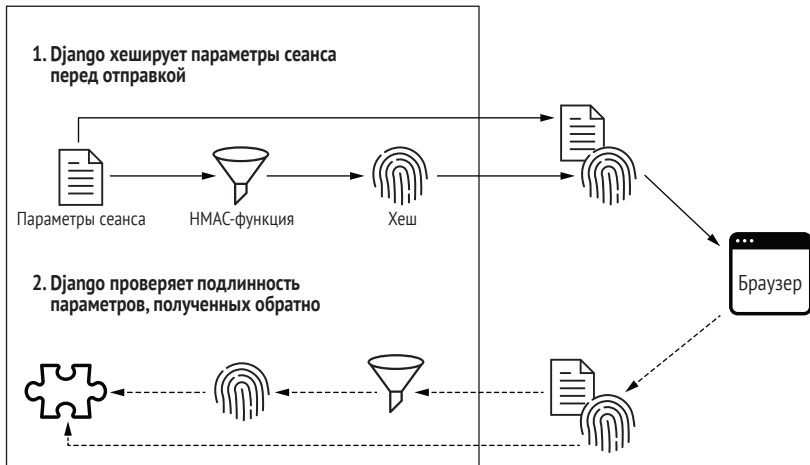 1. Django хеширует параметры сеанса
перед отправкой
Параметры сеанса
HMAC-функция
Хеш
Браузер
2. Django проверяет подлинность
параметров, полученных обратно